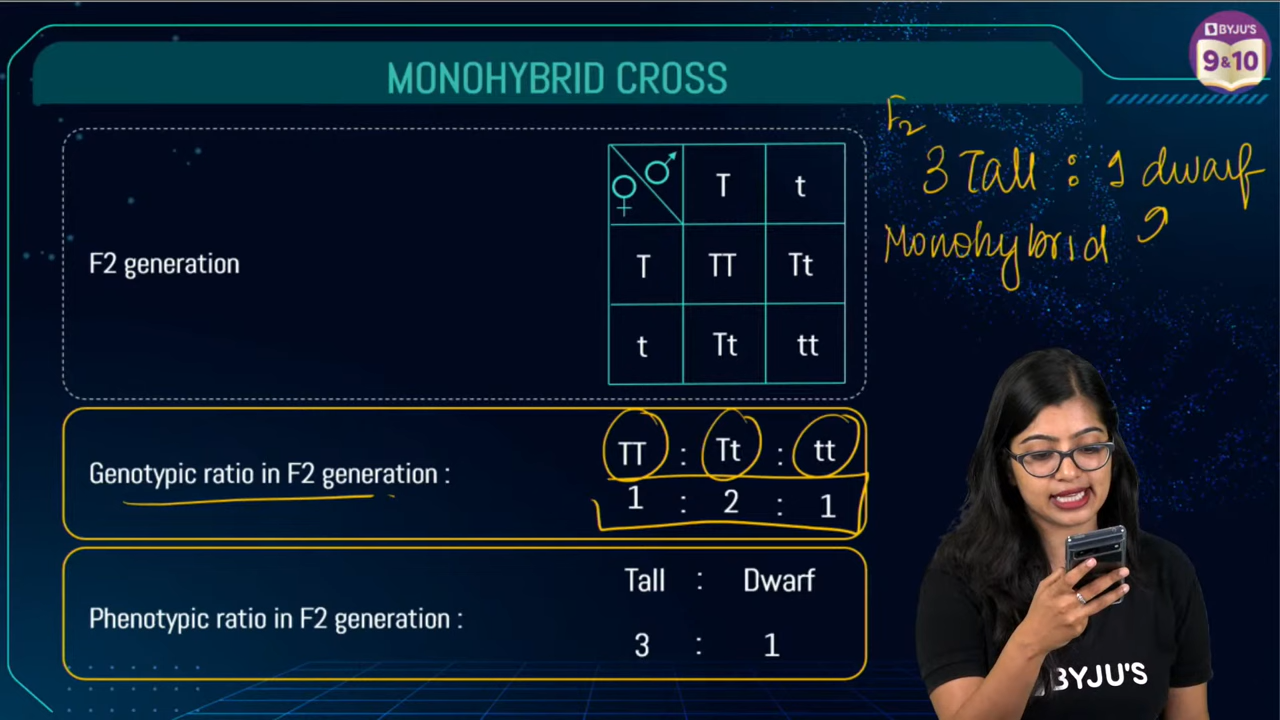 MONOHYBRID CROSS
BYJU'S
9&10
F2
3 Tall : 1 dwarf
Monohybrid
F2 generation
T t
T TT Tt
t Tt tt
Genotypic ratio in F2 generation :
TT : Tt : tt
1 : 2 : 1
Phenotypic ratio in F2 generation :
Tall : Dwarf
3 : 1
BYJU'S